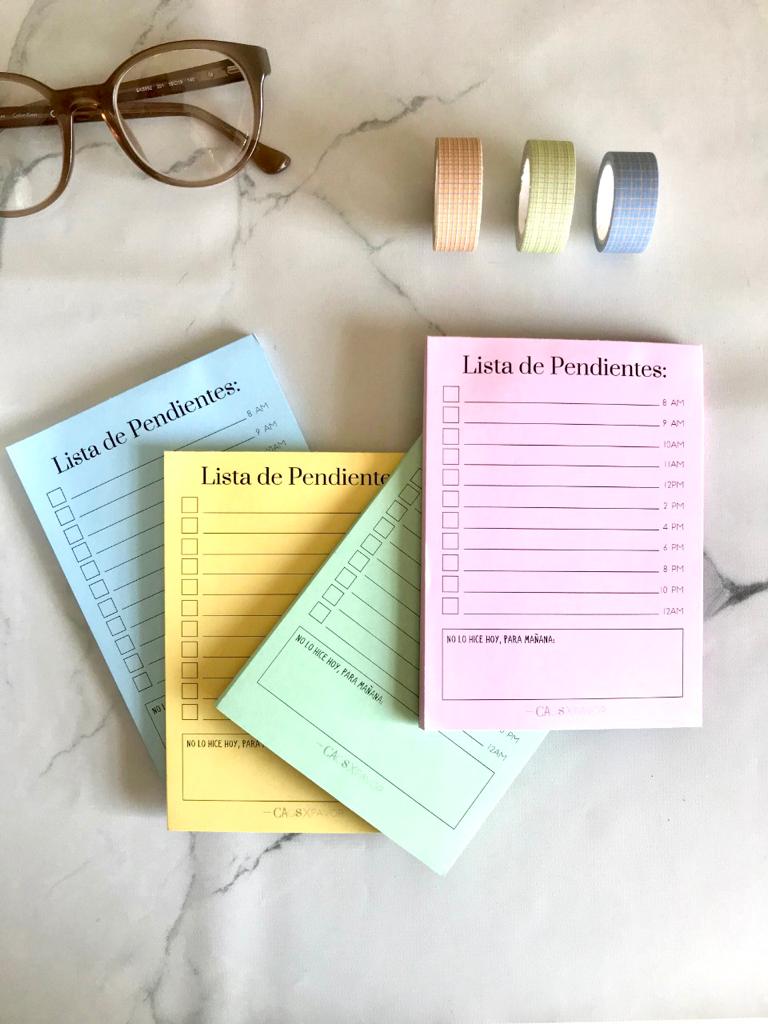 Lista de Pendientes:
8 AM
9 AM
10AM
Lista de Pendiente
NO LO HICE HOY, PARA
NO LO HICE HOY, PARA MAÑANA:
12AM
Lista de Pendientes:
8 AM
9 AM
10AM
11AM
12PM
2 PM
4 PM
6 PM
8 PM
10 PM
12AM
NO LO HICE HOY, PARA MAÑANA: